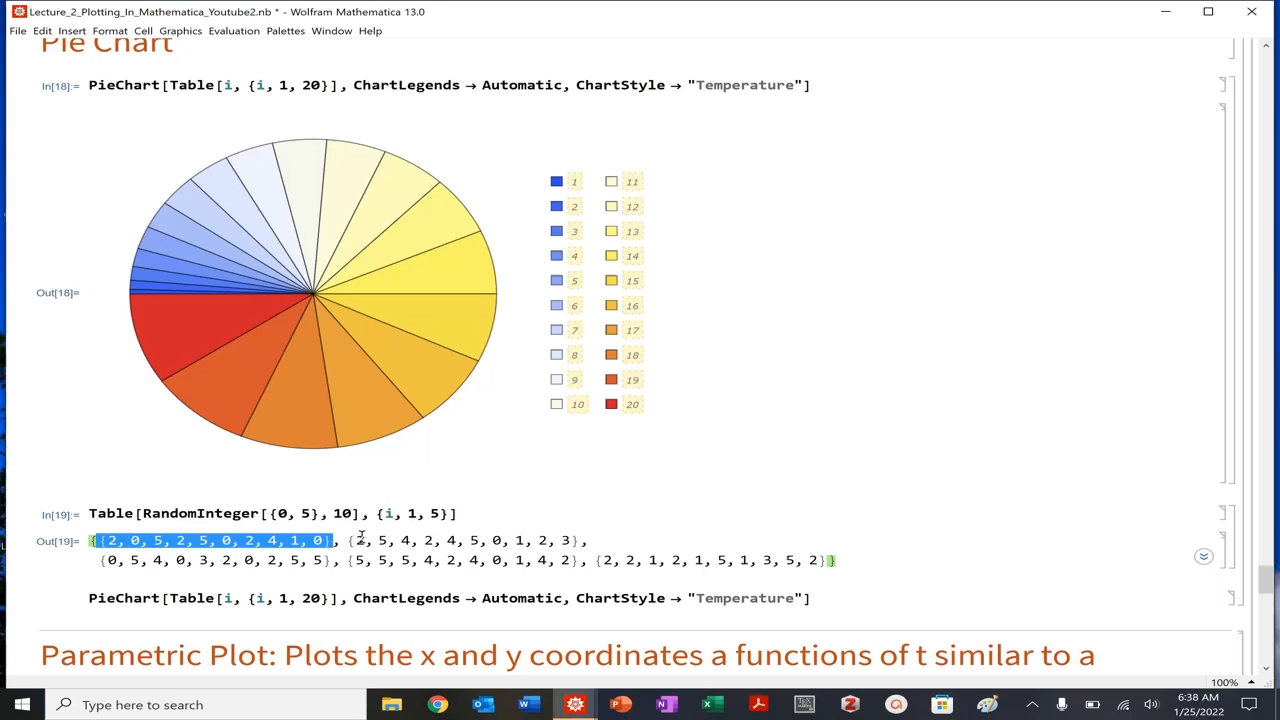 Lecture_2_Plotting_In_Mathematica_Youtube2.nb * - Wolfram Mathematica 13.0
File Edit Insert Format Cell Graphics Evaluation Palettes Window Help
Pie Chart
In[18]:= PieChart[Table[i, {i, 1, 20}], ChartLegends → Automatic, ChartStyle → "Temperature"]
1 11
2 12
3 13
4 14
Out[18]= 5 15
6 16
7 17
8 18
9 19
10 20
In[19]:= Table[RandomInteger[{0, 5}, 10], {i, 1, 5}]
Out[19]= {{2, 0, 5, 2, 5, 0, 2, 4, 1, 0}, {2, 5, 4, 2, 4, 5, 0, 1, 2, 3},
{0, 5, 4, 0, 3, 2, 0, 2, 5, 5}, {5, 5, 5, 4, 2, 4, 0, 1, 4, 2}, {2, 2, 1, 2, 1, 5, 1, 3, 5, 2}}
PieChart[Table[i, {i, 1, 20}], ChartLegends → Automatic, ChartStyle → "Temperature"]
Parametric Plot: Plots the x and y coordinates a functions of t similar to a
100%
Type here to search
6:38 AM
1/25/2022